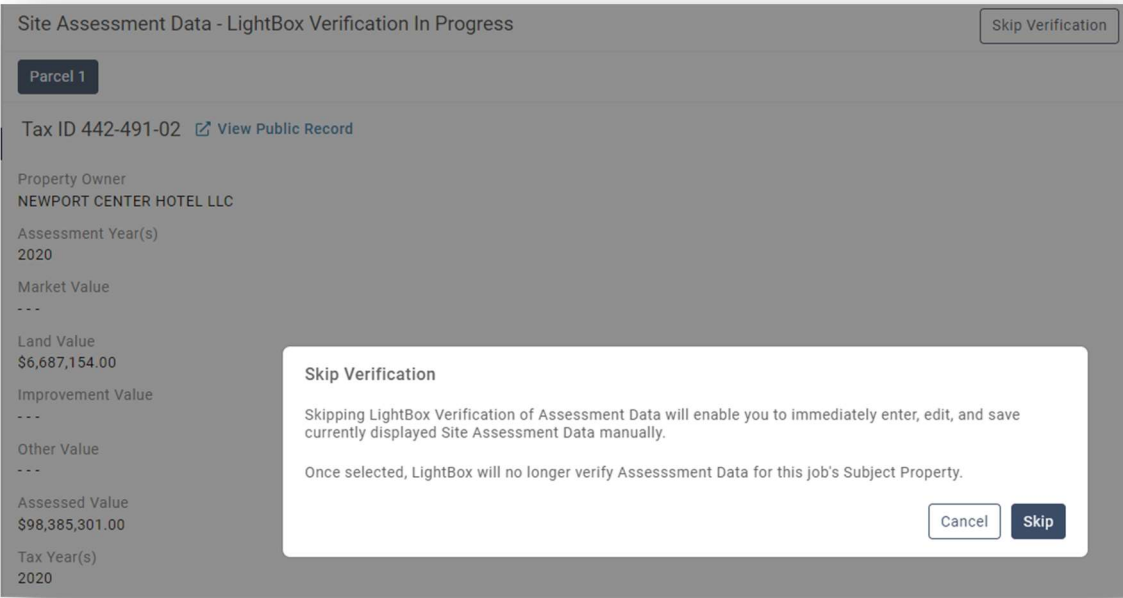 Site Assessment Data - LightBox Verification In Progress
Skip Verification
Parcel 1
Tax ID 442-491-02 View Public Record
Property Owner
NEWPORT CENTER HOTEL LLC
Assessment Year(s)
2020
Market Value
- - -
Land Value
$6,687,154.00
Improvement Value
- - -
Other Value
- - -
Assessed Value
$98,385,301.00
Tax Year(s)
2020
Skip Verification
Skipping LightBox Verification of Assessment Data will enable you to immediately enter, edit, and save
currently displayed Site Assessment Data manually.
Once selected, LightBox will no longer verify Assesssment Data for this job's Subject Property.
Cancel
Skip